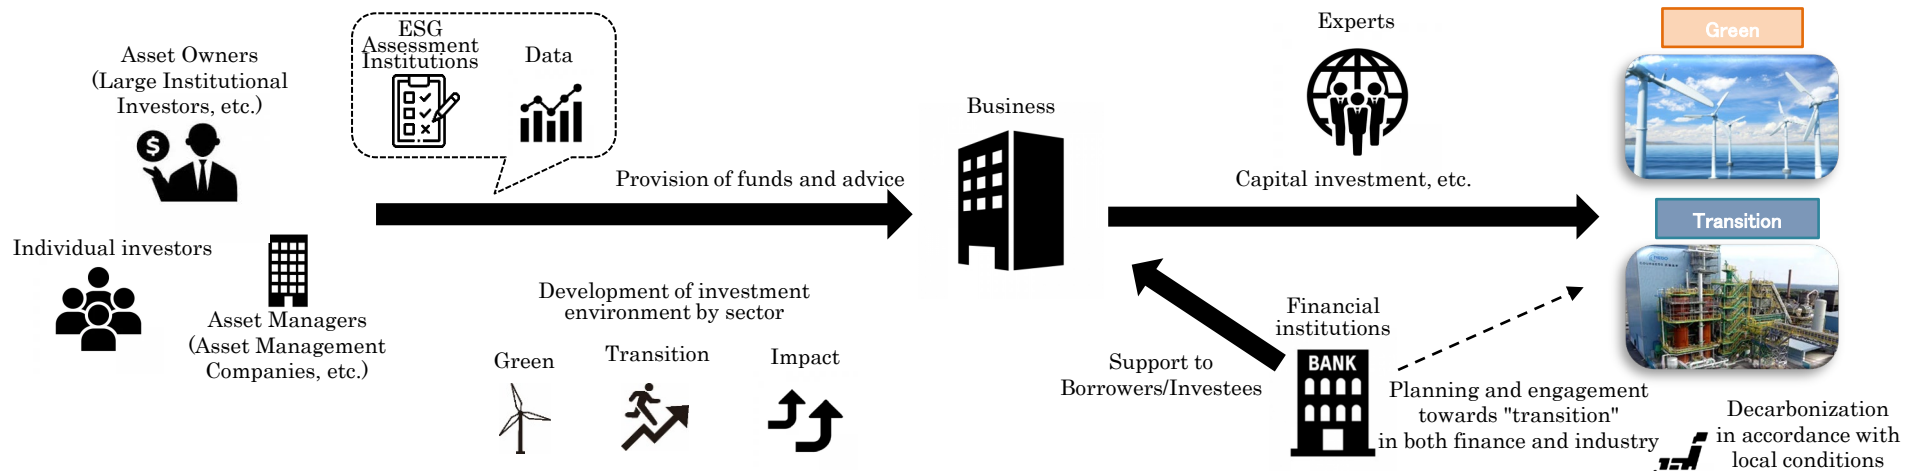 Asset Owners
(Large Institutional
Investors, etc.)
ESG
Assessment
Institutions
Data
Individual investors
Asset Managers
(Asset Management
Companies, etc.)
Provision of funds and advice
Development of investment
environment by sector
Green
Transition
Impact
Business
Experts
Capital investment, etc.
Support to
Borrowers/Investees
Financial
institutions
BANK
Planning and engagement
towards "transition"
in both finance and industry
Green
Transition
Decarbonization
in accordance with
local conditions